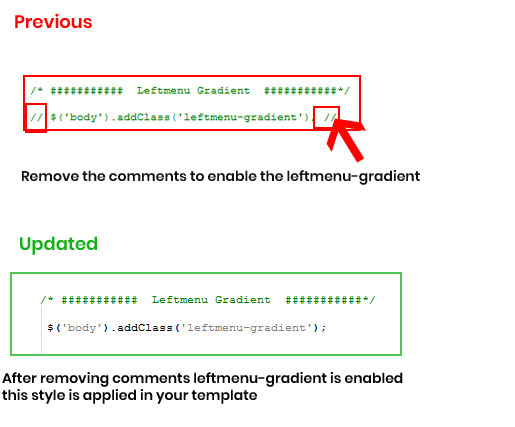 Previous
/* ########### Leftmenu Gradient ###########*/
// $('body').addClass('leftmenu-gradient'); //
Remove the comments to enable the leftmenu-gradient
Updated
/* ########### Leftmenu Gradient ###########*/
$('body').addClass('leftmenu-gradient');
After removing comments leftmenu-gradient is enabled
this style is applied in your template